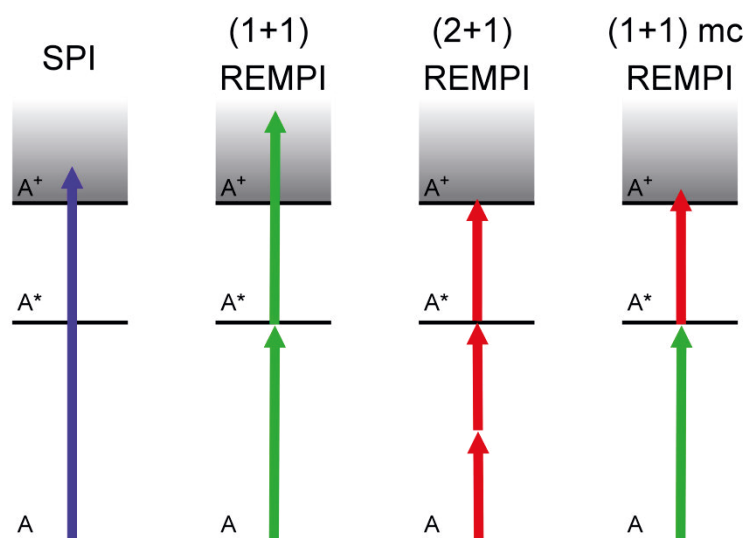 SPI
(1+1)
REMPI
(2+1)
REMPI
(1+1) mc
REMPI
A⁺
A⁺
A⁺
A⁺
A*
A*
A*
A*
A
A
A
A